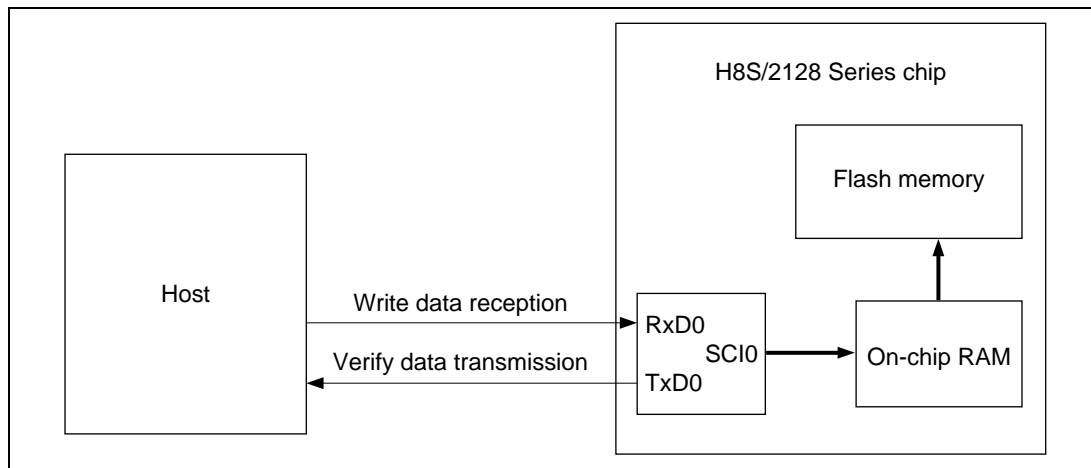 H8S/2128 Series chip
Flash memory
Host
Write data reception
RxD0
SCI0
On-chip RAM
Verify data transmission
TxD0